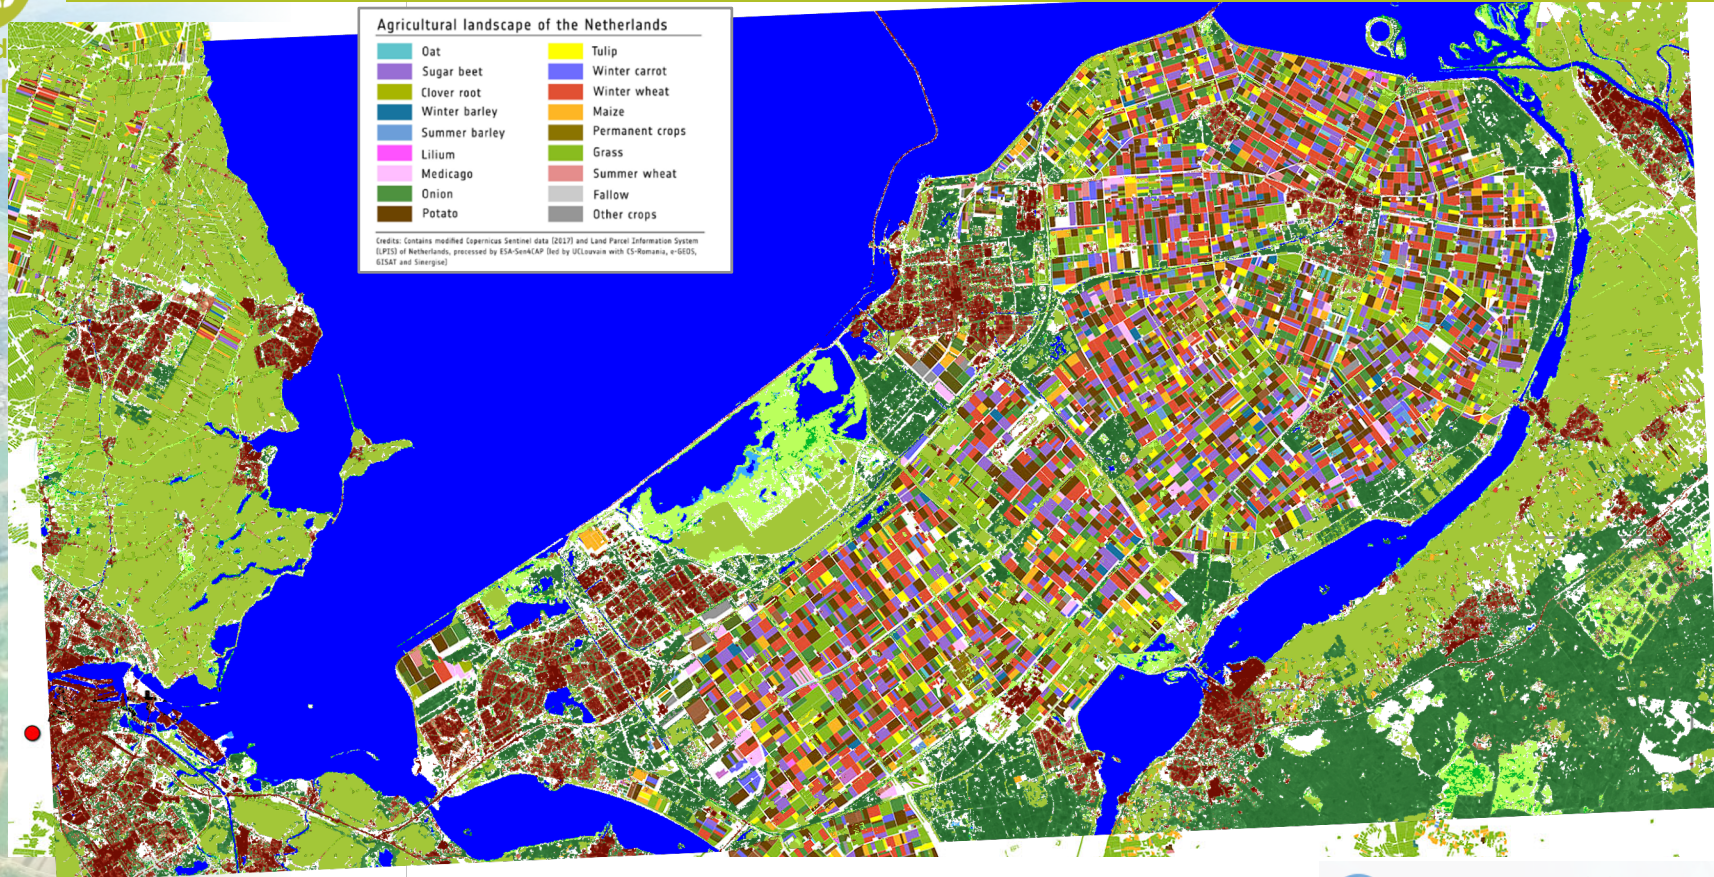 Agricultural landscape of the Netherlands
Oat
Sugar beet
Clover root
Winter barley
Summer barley
Lilium
Medicago
Onion
Potato
Tulip
Winter carrot
Winter wheat
Maize
Permanent crops
Grass
Summer wheat
Fallow
Other crops
Credits: Contains modified Copernicus Sentinel data (2017) and Land Parcel Information System
(LPIS) of Netherlands, processed by ESA-Sen4CAP (led by UCLouvain with CS-Romania, e-GEOS,
GISAT and Sinergise)